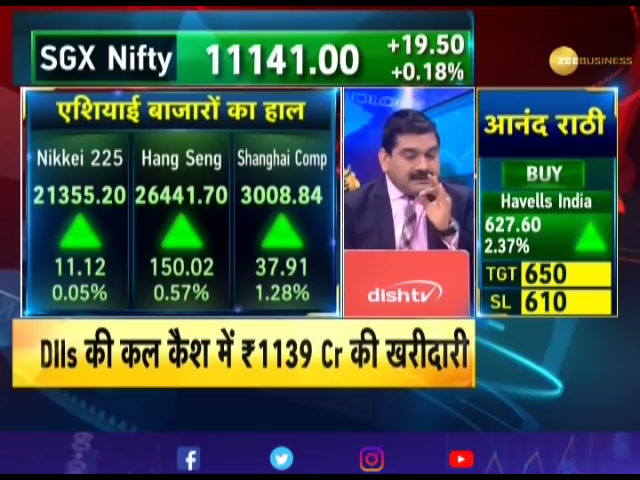 SGX Nifty 11141.00 +19.50
+0.18%
ZEEBUSINESS
एशियाई बाजारों का हाल
Nikkei 225 Hang Seng Shanghai Comp
21355.20 26441.70 3008.84
11.12 150.02 37.91
0.05% 0.57% 1.28%
dishtv
आनंद राठी
BUY
Havells India
627.60
2.37%
TGT 650
SL 610
DIIs की कल कैश में ₹1139 Cr की खरीदारी